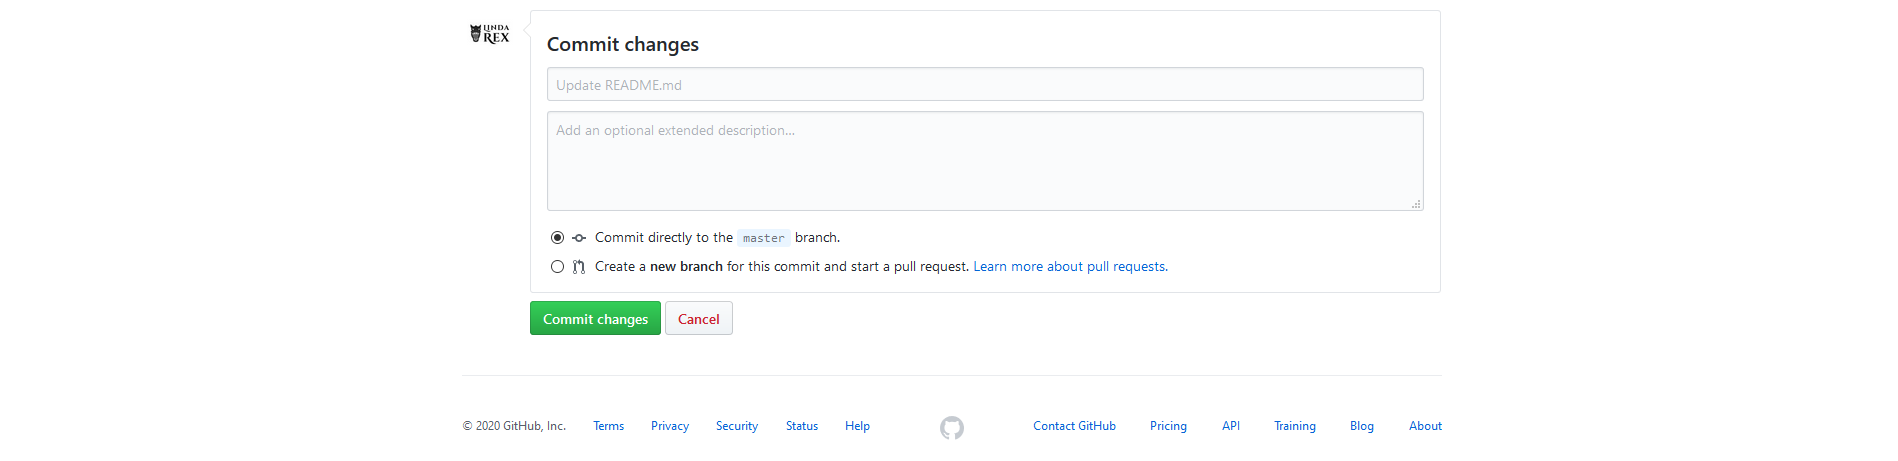 LINDA
REX
Commit changes
Update README.md
Add an optional extended description...
Commit directly to the master branch.
Create a new branch for this commit and start a pull request. Learn more about pull requests.
Commit changes Cancel
© 2020 GitHub, Inc. Terms Privacy Security Status Help Contact GitHub Pricing API Training Blog About